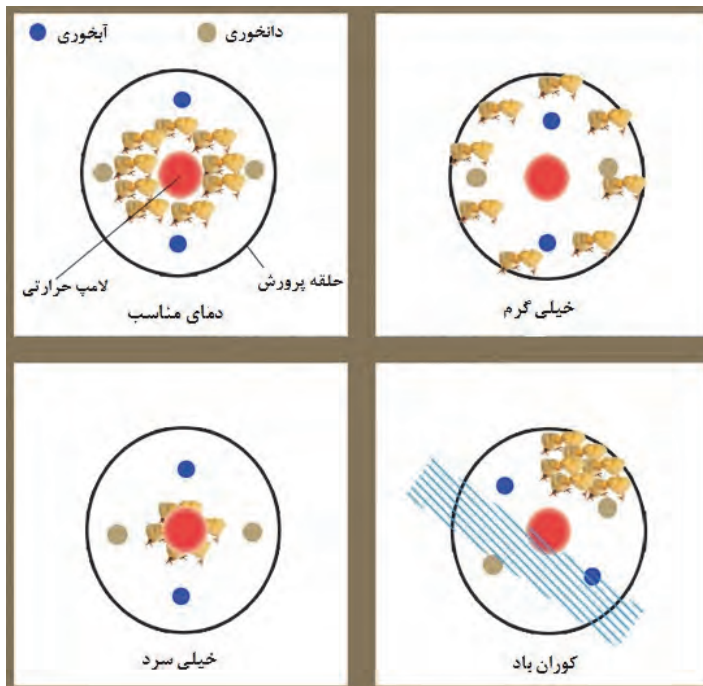 دانخوری
آبخوری
لامپ حرارتی
حلقه پرورش
دمای مناسب
خیلی گرم
خیلی سرد
کوران باد